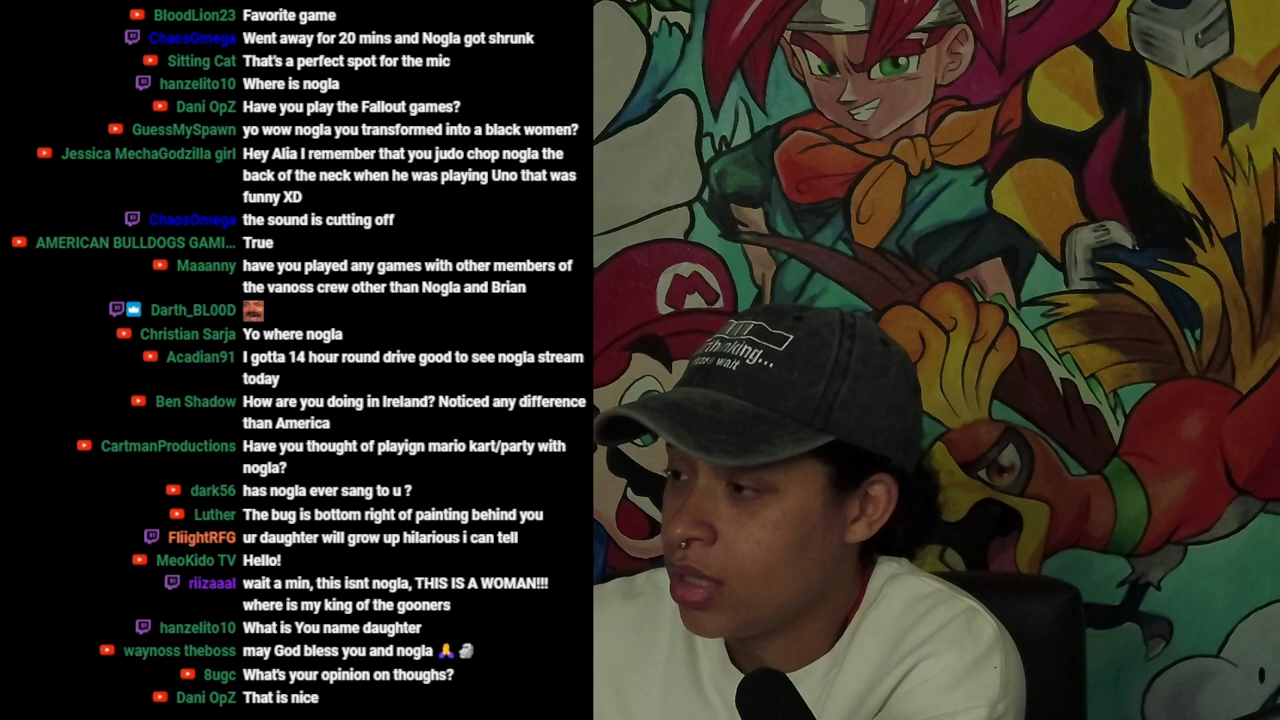 BloodLion23 Favorite game
ChaosOmega Went away for 20 mins and Nogla got shrunk
Sitting Cat That's a perfect spot for the mic
hanzelito10 Where is nogla
Dani OpZ Have you play the Fallout games?
GuessMySpawn yo wow nogla you transformed into a black women?
Jessica MechaGodzilla girl Hey Alia I remember that you judo chop nogla the
back of the neck when he was playing Uno that was
funny XD
ChaosOmega the sound is cutting off
AMERICAN BULLDOGS GAMI... True
Maaanny have you played any games with other members of
the vanoss crew other than Nogla and Brian
Darth_BL00D
Christian Sarja Yo where nogla
Acadian91 I gotta 14 hour round drive good to see nogla stream
today
Ben Shadow How are you doing in Ireland? Noticed any difference
than America
CartmanProductions Have you thought of playign mario kart/party with
nogla?
dark56 has nogla ever sang to u ?
Luther The bug is bottom right of painting behind you
FliightRFG ur daughter will grow up hilarious i can tell
MeoKido TV Hello!
riizaaal wait a min, this isnt nogla, THIS IS A WOMAN!!!
where is my king of the gooners
hanzelito10 What is You name daughter
waynoss theboss may God bless you and nogla 🙏 🗿
8ugc What's your opinion on thoughs?
Dani OpZ That is nice
M
thinking...
wait